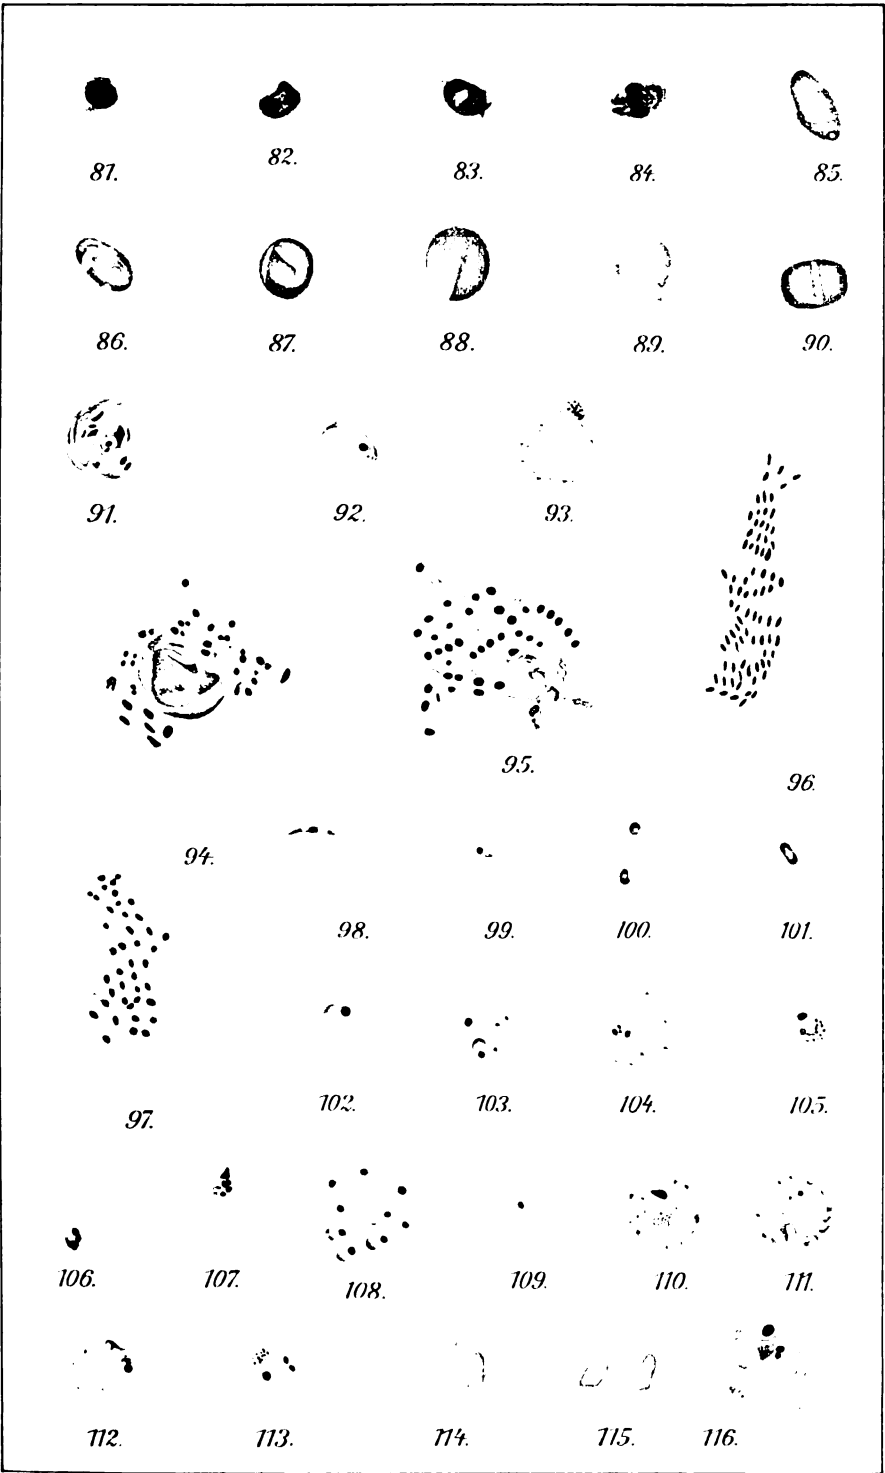 81. 82. 83. 84. 85.
86. 87. 88. 89. 90.
91. 92. 93.
95.
96.
94.
98. 99. 100. 101.
97.
102. 103. 104. 105.
106. 107. 108. 109. 110. 111.
112. 113. 114. 115. 116.